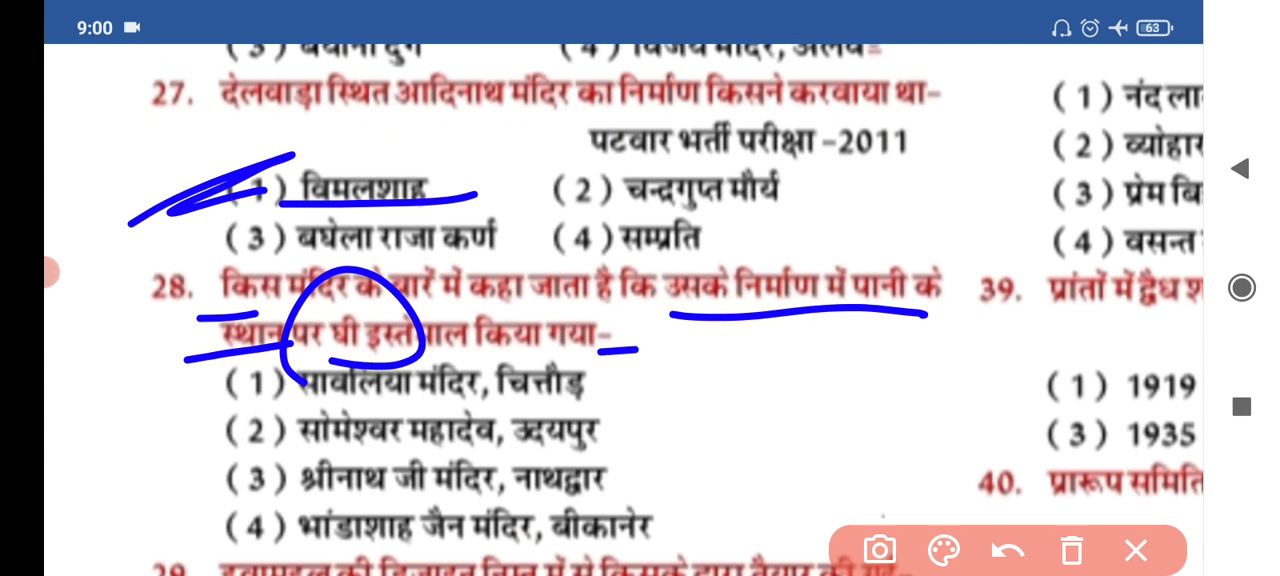 9:00
63
27. देलवाड़ा स्थित आदिनाथ मंदिर का निर्माण किसने करवाया था-
पटवार भर्ती परीक्षा -2011
(1) विमलशाह (2) चन्द्रगुप्त मौर्य
(3) बघेला राजा कर्ण (4) सम्प्रति
28. किस मंदिर के बारें में कहा जाता है कि उसके निर्माण में पानी के
स्थान पर घी इस्तेमाल किया गया-
(1) सावलिया मंदिर, चित्तौड़
(2) सोमेश्वर महादेव, उदयपुर
(3) श्रीनाथ जी मंदिर, नाथद्वार
(4) भांडाशाह जैन मंदिर, बीकानेर
(1) नंद
(2)
(3) प्रेम
(4) वसन्त
39. प्रांतों में द्वैध
(1) 1919
(3) 1935
40. प्रारूप